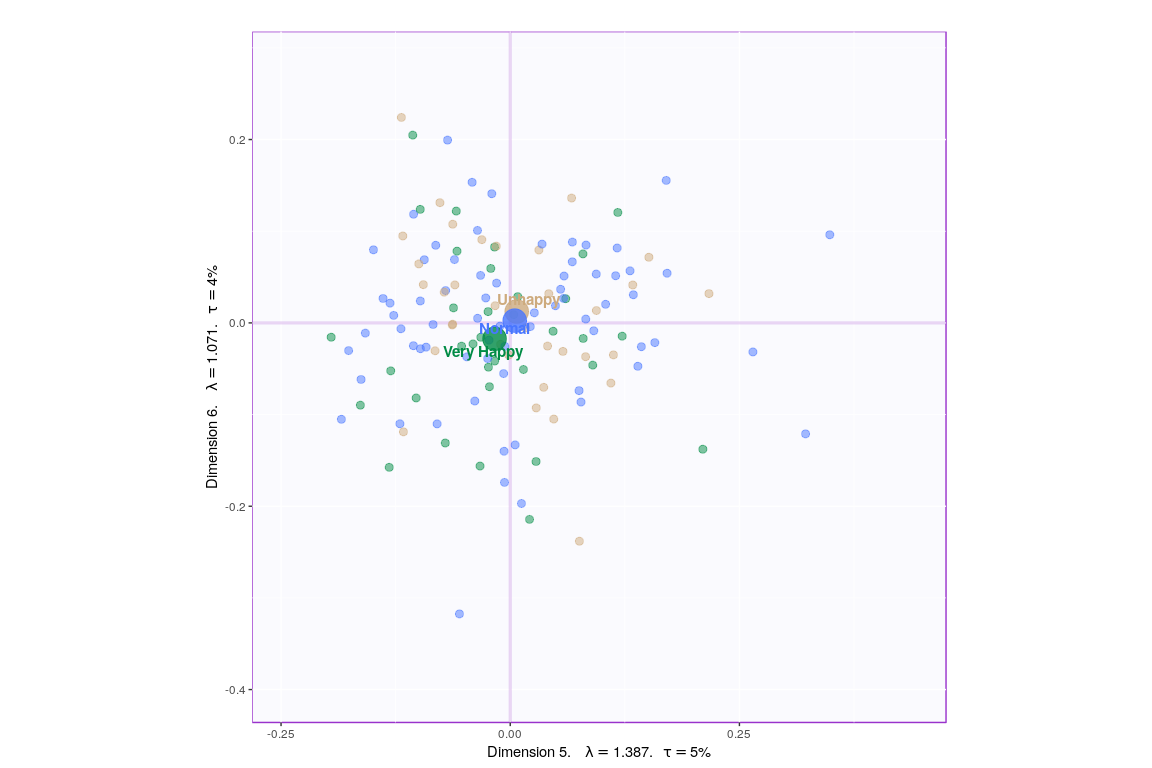 0.2
0.0
-0.2
-0.4
Dimension 6. λ = 1.071. τ = 4%
Unhappy
Normal
Very Happy
-0.25
0.00
0.25
Dimension 5. λ = 1.387. τ = 5%